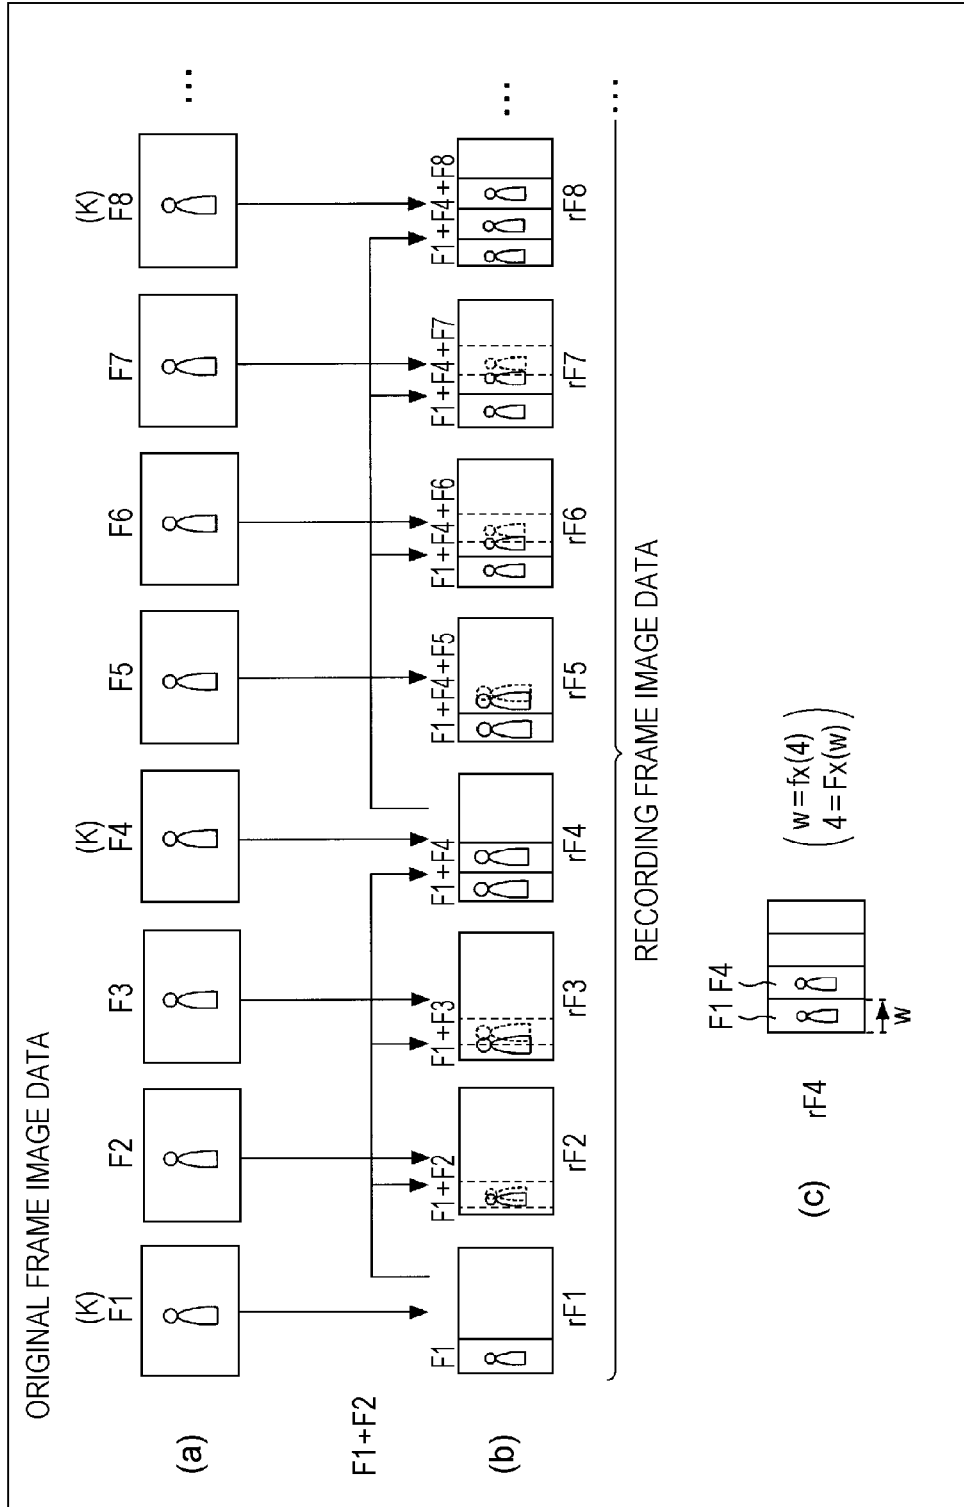 ORIGINAL FRAME IMAGE DATA
(K) (K) (K)
F1 F2 F3 F4 F5 F6 F7 F8
(a) ...
F1+F2
F1 F1+F2 F1+F3 F1+F4 F1+F4+F5 F1+F4+F6 F1+F4+F7 F1+F4+F8
(b) ...
rF1 rF2 rF3 rF4 rF5 rF6 rF7 rF8
...
RECORDING FRAME IMAGE DATA
F1 F4
(c) rF4
w
w=fx(4)
4=Fx(w)